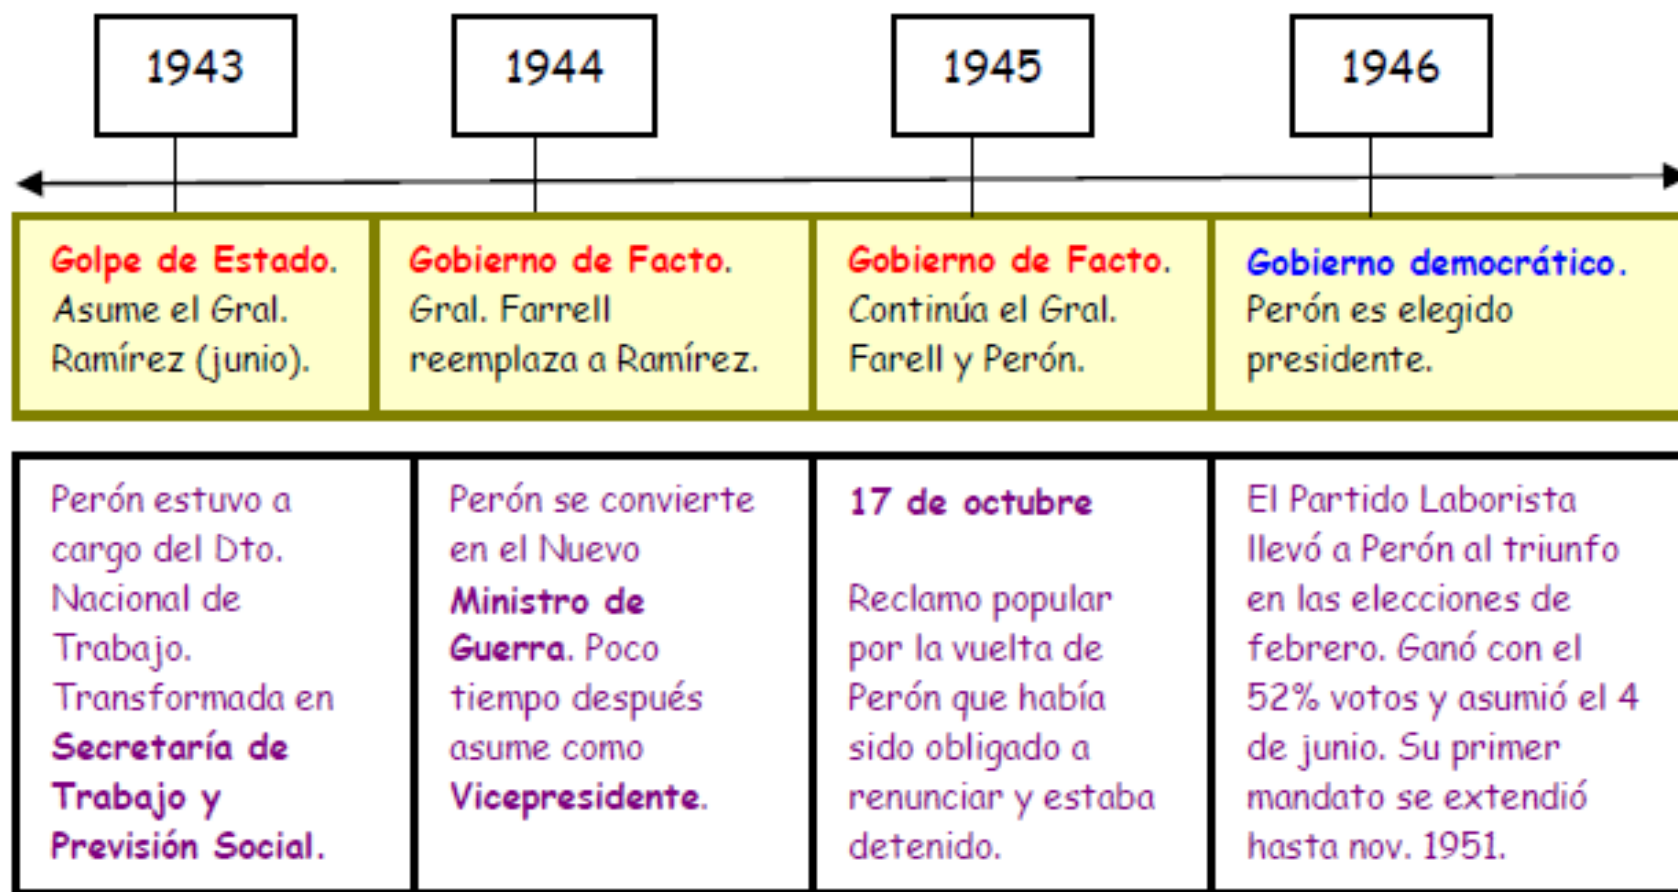 1943
1944
1945
1946
Golpe de Estado.
Asume el Gral.
Ramírez (junio).
Gobierno de Facto.
Gral. Farrell
reemplaza a Ramírez.
Gobierno de Facto.
Continúa el Gral.
Farell y Perón.
Gobierno democrático.
Perón es elegido
presidente.
Perón estuvo a
cargo del Dto.
Nacional de
Trabajo.
Transformada en
Secretaría de
Trabajo y
Previsión Social.
Perón se convierte
en el Nuevo
Ministro de
Guerra. Poco
tiempo después
asume como
Vicepresidente.
17 de octubre
Reclamo popular
por la vuelta de
Perón que había
sido obligado a
renunciar y estaba
detenido.
El Partido Laborista
llevó a Perón al triunfo
en las elecciones de
febrero. Ganó con el
52% votos y asumió el 4
de junio. Su primer
mandato se extendió
hasta nov. 1951.